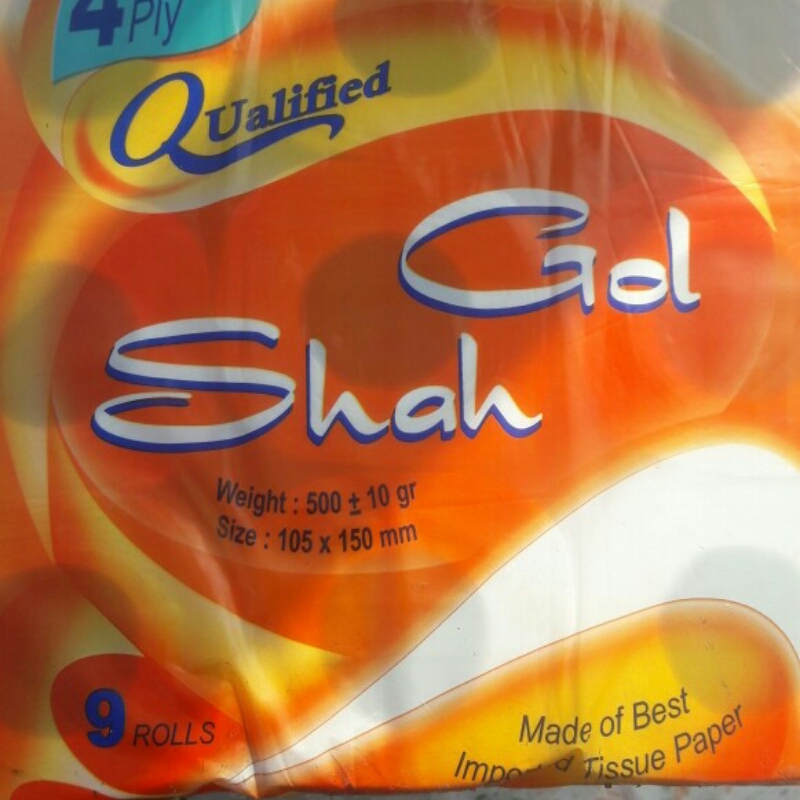 4 Ply
Qualified
Gol
Shah
Weight : 500 ± 10 gr
Size : 105 x 150 mm
9 ROLLS
Made of Best
Tissue Paper